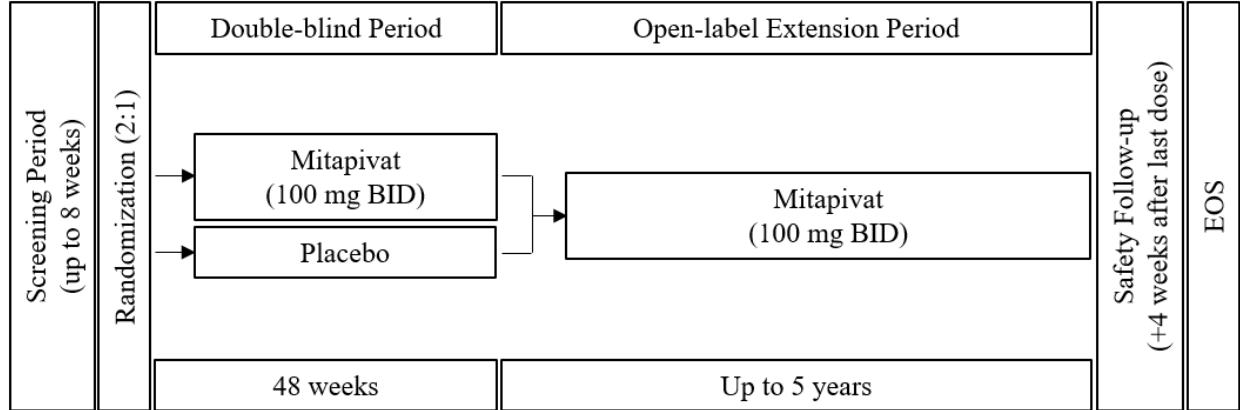 Screening Period
(up to 8 weeks)
Randomization (2:1)
Double-blind Period
Mitapivat
(100 mg BID)
Placebo
48 weeks
Open-label Extension Period
Mitapivat
(100 mg BID)
Up to 5 years
Safety Follow-up
(+4 weeks after last dose)
EOS